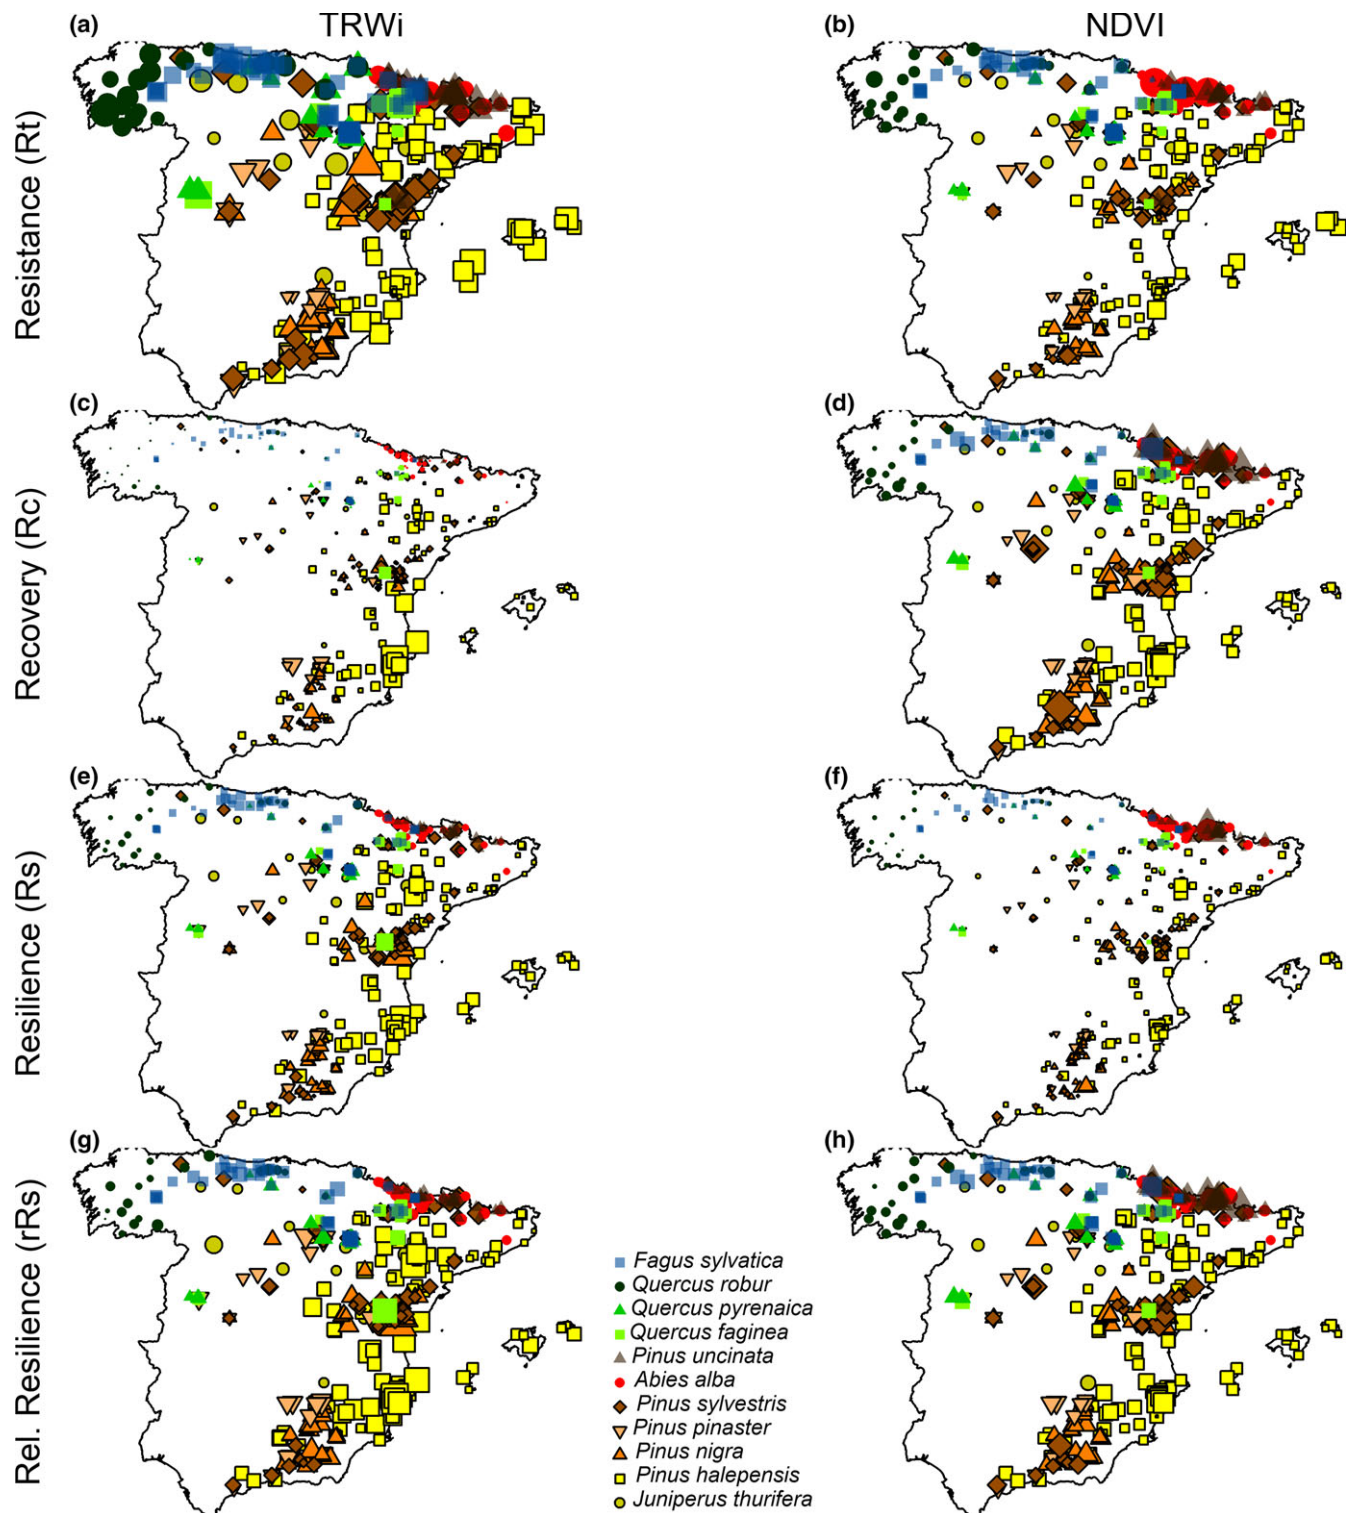 TRWi
NDVI
(a)
(b)
Resistance (Rt)
(c)
(d)
Recovery (Rc)
(e)
(f)
Resilience (Rs)
(g)
(h)
Rel. Resilience (rRs)
Fagus sylvatica
Quercus robur
Quercus pyrenaica
Quercus faginea
Pinus uncinata
Abies alba
Pinus sylvestris
Pinus pinaster
Pinus nigra
Pinus halepensis
Juniperus thurifera